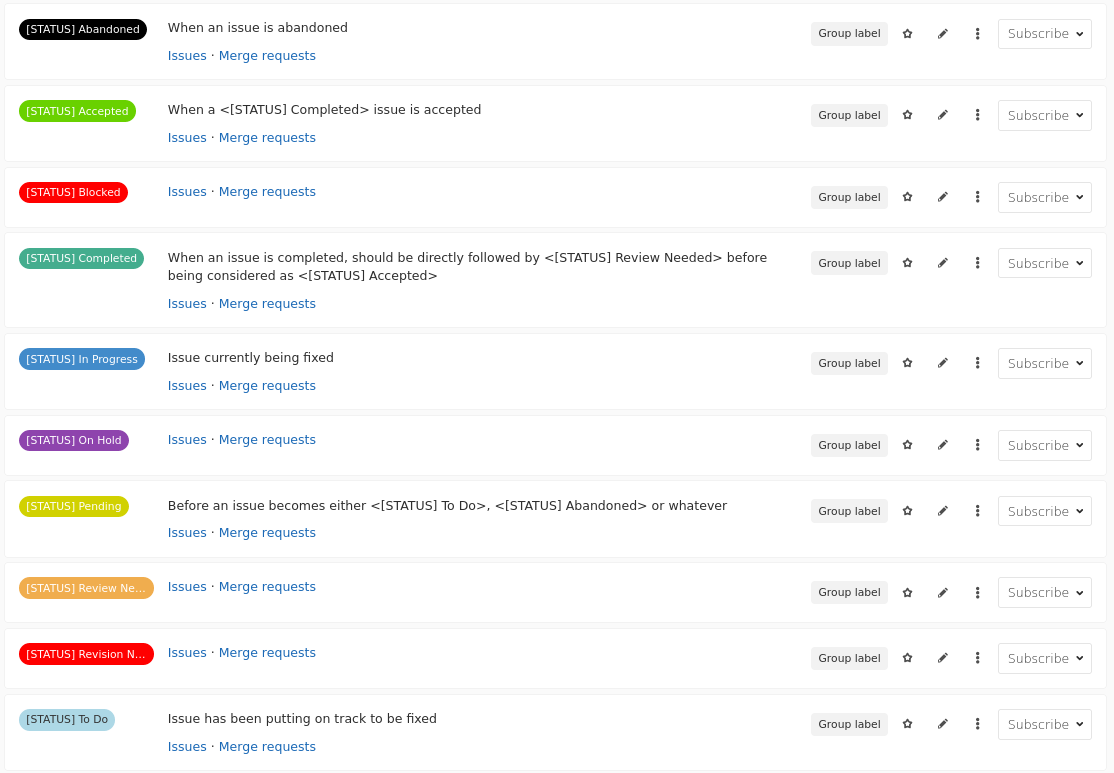 [STATUS] Abandoned
When an issue is abandoned
Issues · Merge requests
Group label
Subscribe
[STATUS] Accepted
When a <[STATUS] Completed> issue is accepted
Issues · Merge requests
Group label
Subscribe
[STATUS] Blocked
Issues · Merge requests
Group label
Subscribe
[STATUS] Completed
When an issue is completed, should be directly followed by <[STATUS] Review Needed> before
being considered as <[STATUS] Accepted>
Issues · Merge requests
Group label
Subscribe
[STATUS] In Progress
Issue currently being fixed
Issues · Merge requests
Group label
Subscribe
[STATUS] On Hold
Issues · Merge requests
Group label
Subscribe
[STATUS] Pending
Before an issue becomes either <[STATUS] To Do>, <[STATUS] Abandoned> or whatever
Issues · Merge requests
Group label
Subscribe
[STATUS] Review Ne...
Issues · Merge requests
Group label
Subscribe
[STATUS] Revision N...
Issues · Merge requests
Group label
Subscribe
[STATUS] To Do
Issue has been putting on track to be fixed
Issues · Merge requests
Group label
Subscribe